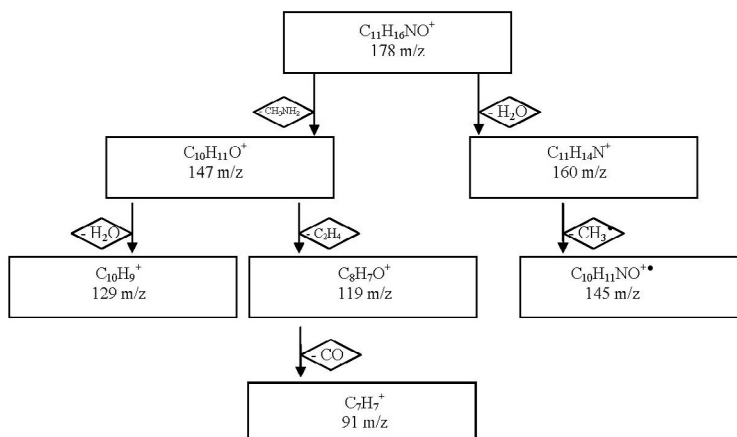 C₁₁H₁₆NO⁺
178 m/z
- CH₃NH₂
- H₂O
C₁₀H₁₁O⁺
147 m/z
C₁₁H₁₄N⁺
160 m/z
- H₂O
- C₂H₄
- CH₃•
C₁₀H₉⁺
129 m/z
C₈H₇O⁺
119 m/z
C₁₀H₁₁NO⁺•
145 m/z
- CO
C₇H₇⁺
91 m/z